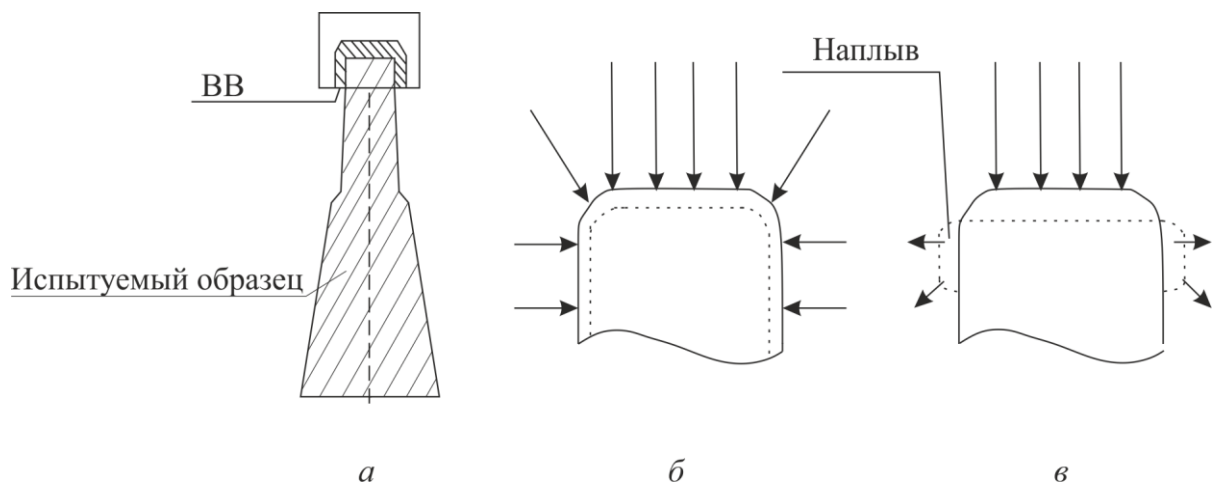 Наплыв
ВВ
Испытуемый образец
а
б
в